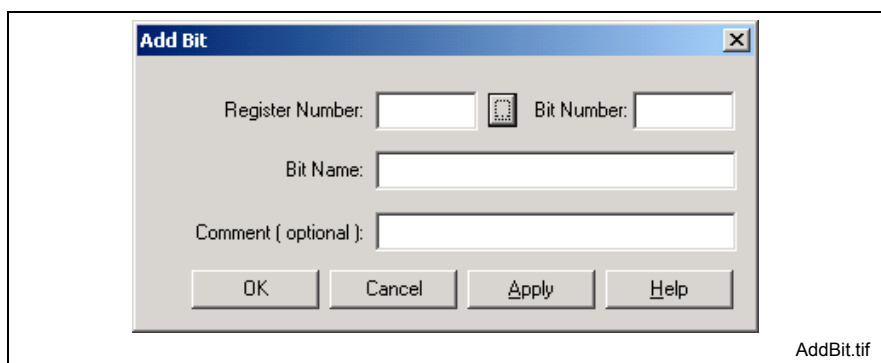 Add Bit
Register Number: Bit Number:
Bit Name:
Comment ( optional ):
OK Cancel Apply Help
AddBit.tif